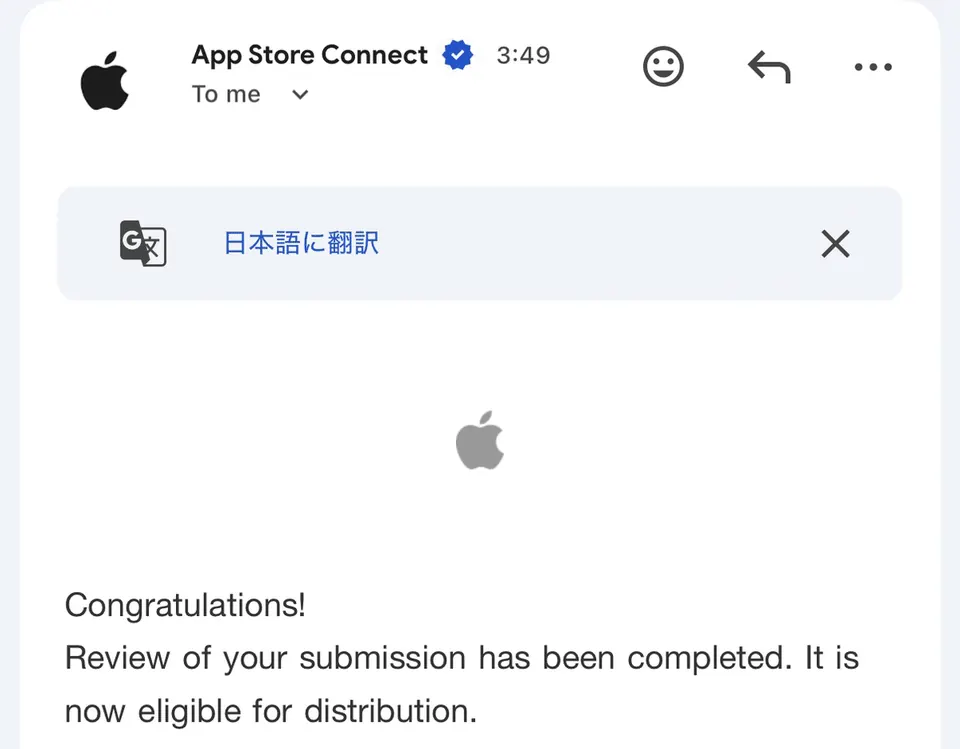 App Store Connect 3:49
To me
日本語に翻訳
Congratulations!
Review of your submission has been completed. It is
now eligible for distribution.